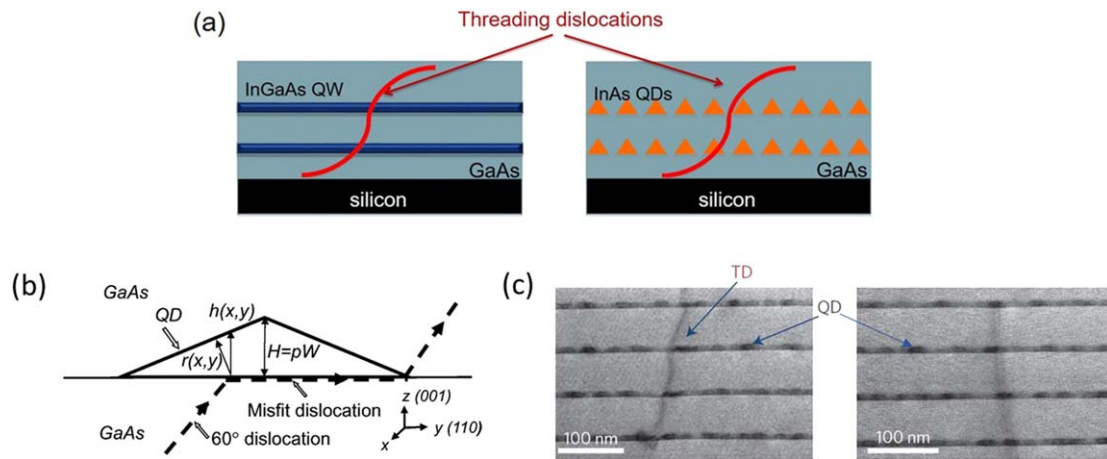 (a)
Threading dislocations
InGaAs QW
GaAs
silicon
InAs QDs
GaAs
silicon
(b)
GaAs
QD
h(x,y)
r(x,y)
H=pW
Misfit dislocation
GaAs
60° dislocation
z (001)
y (110)
x
(c)
TD
QD
100 nm
100 nm